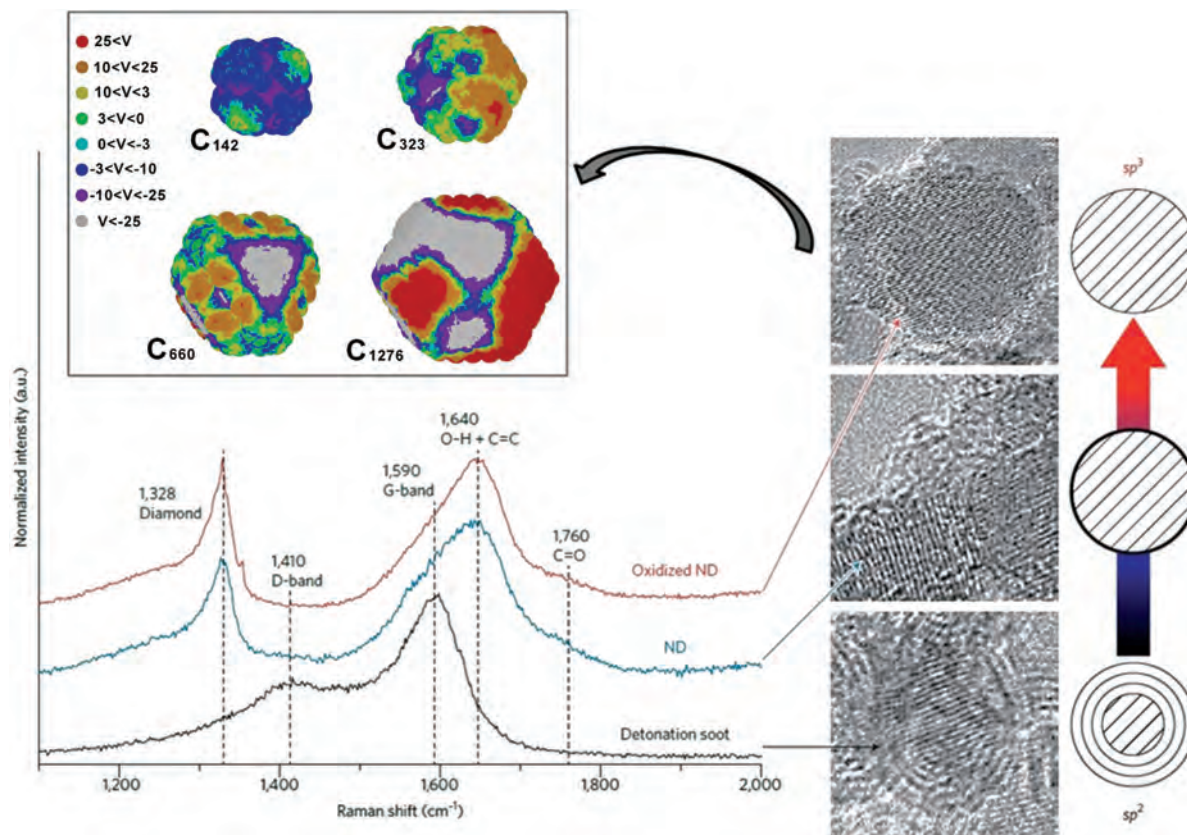 25<V
10<V<25
10<V<3
3<V<0
0<V<-3
-3<V<-10
-10<V<-25
V<-25
C142
C323
C660
C1276
sp³
Normalized intensity (a.u.)
1,328
Diamond
1,410
D-band
1,590
G-band
1,640
O-H + C=C
1,760
C=O
Oxidized ND
ND
Detonation soot
1,200
1,400
1,600
1,800
2,000
Raman shift (cm⁻¹)
sp²